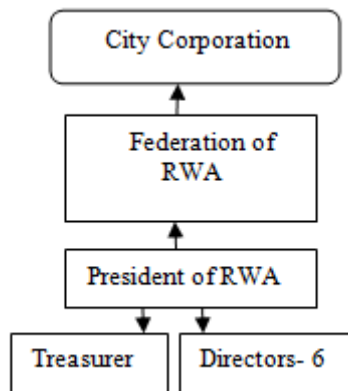 City Corporation
Federation of
RWA
President of RWA
Treasurer
Directors- 6